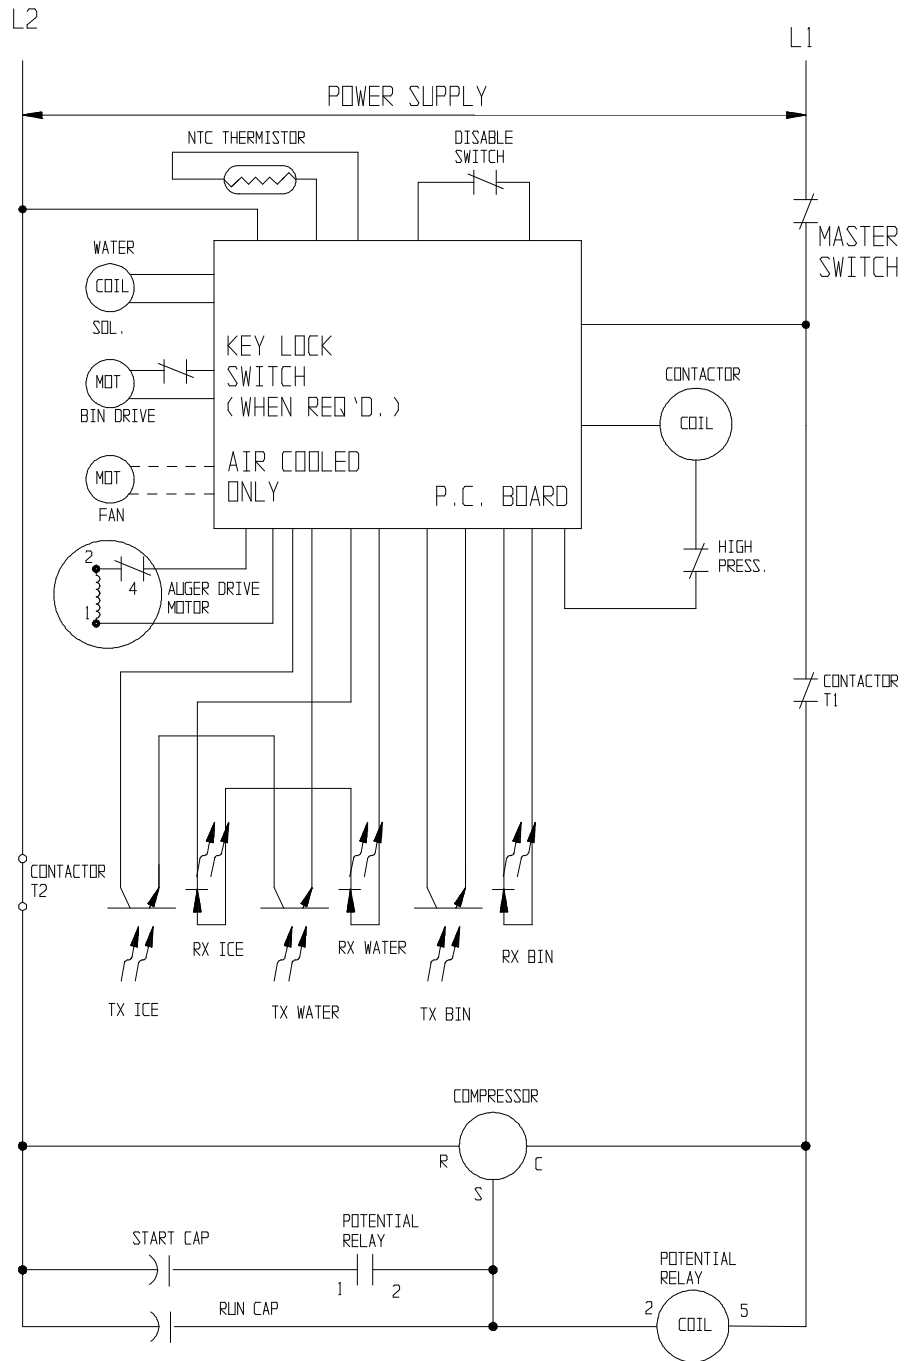 L2
L1
POWER SUPPLY
NTC THERMISTOR
DISABLE
SWITCH
MASTER
SWITCH
WATER
COIL
SOL.
KEY LOCK
SWITCH
(WHEN REQ'D.)
MOT
BIN DRIVE
CONTACTOR
COIL
AIR COOLED
ONLY
MOT
FAN
P.C. BOARD
HIGH
PRESS.
2
4
1
AUGER DRIVE
MOTOR
CONTACTOR
T1
CONTACTOR
T2
RX ICE
RX WATER
RX BIN
TX ICE
TX WATER
TX BIN
COMPRESSOR
R
C
S
START CAP
POTENTIAL
RELAY
1
2
RUN CAP
POTENTIAL
RELAY
2
COIL
5